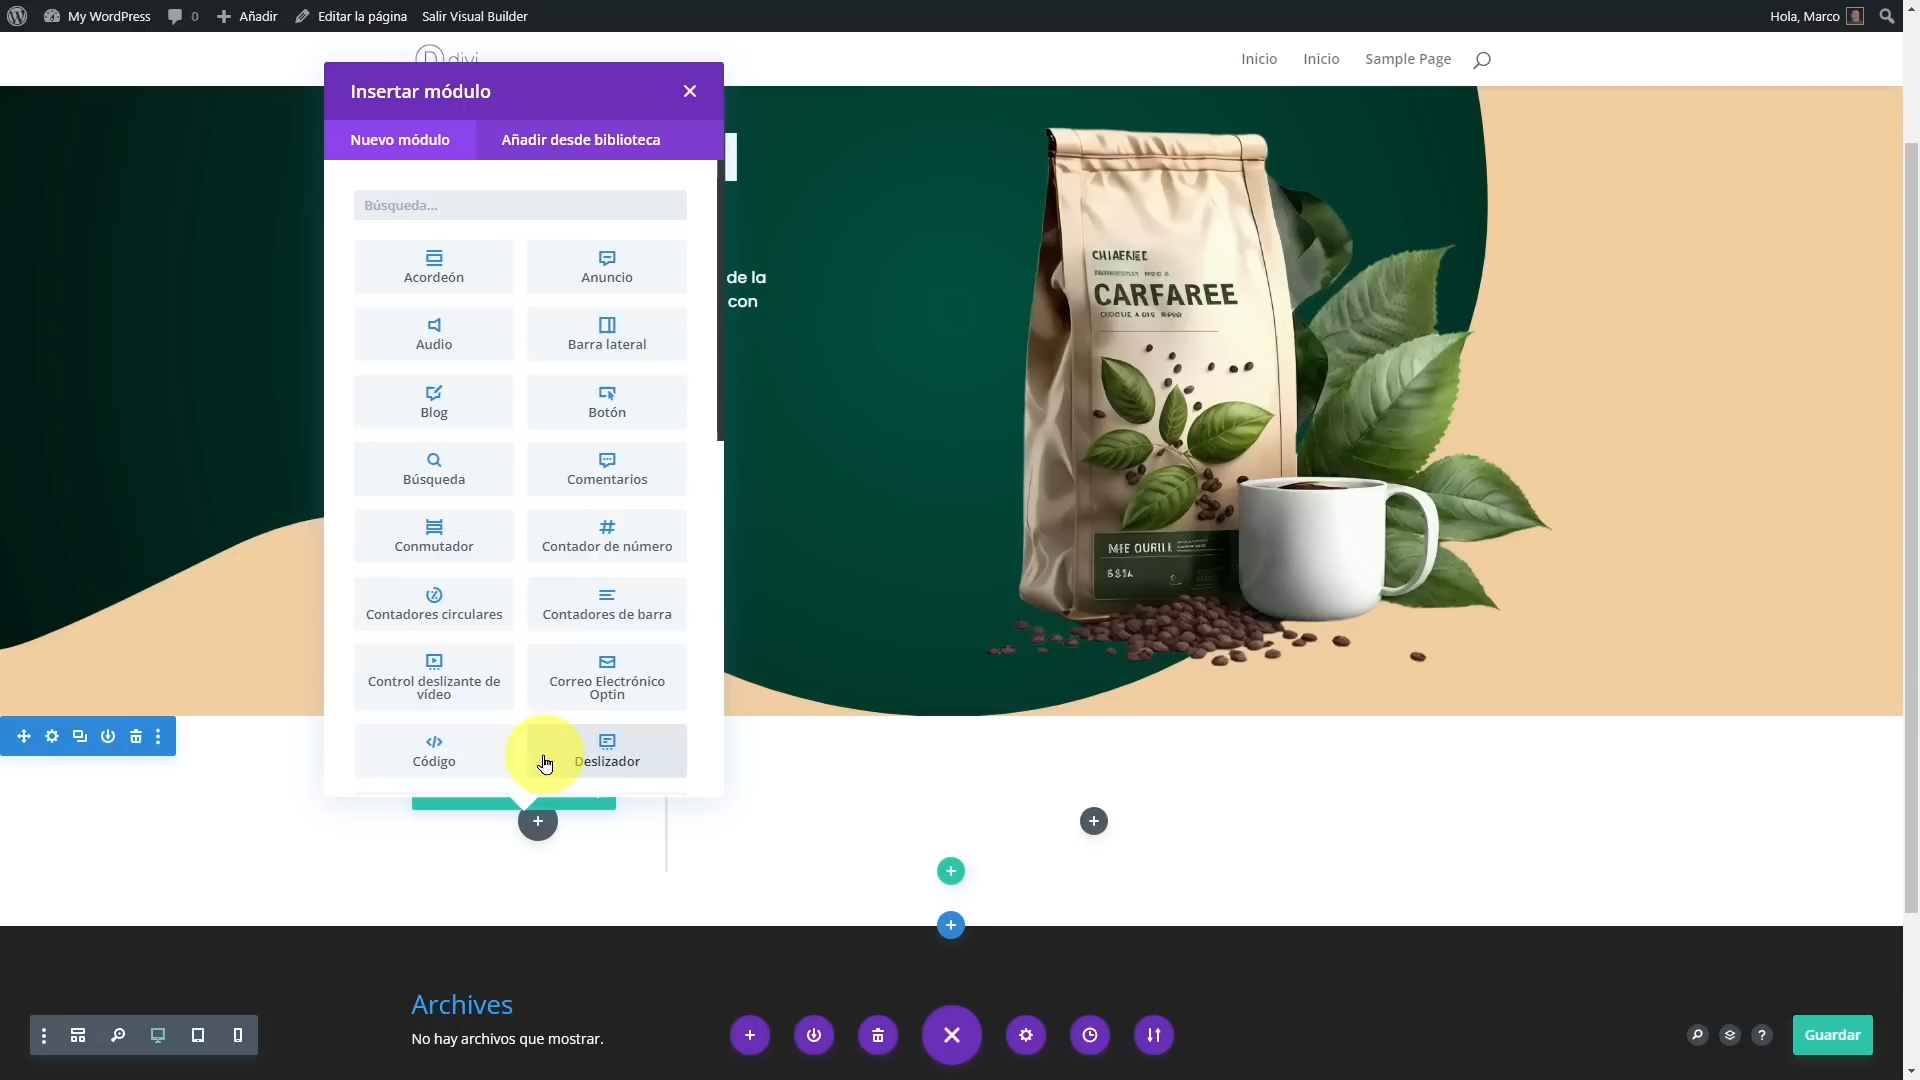 My WordPress
0
Añadir
Editar la página
Salir Visual Builder
Hola, Marco
divi
Inicio
Inicio
Sample Page
Insertar módulo
Nuevo módulo
Añadir desde biblioteca
Búsqueda...
Acordeón
Anuncio
Audio
Barra lateral
Blog
Botón
Búsqueda
Comentarios
Conmutador
Contador de número
Contadores circulares
Contadores de barra
Control deslizante de
vídeo
Correo Electrónico
Optin
Código
Deslizador
de la
con
CARFAREE
Archives
No hay archivos que mostrar.
Guardar